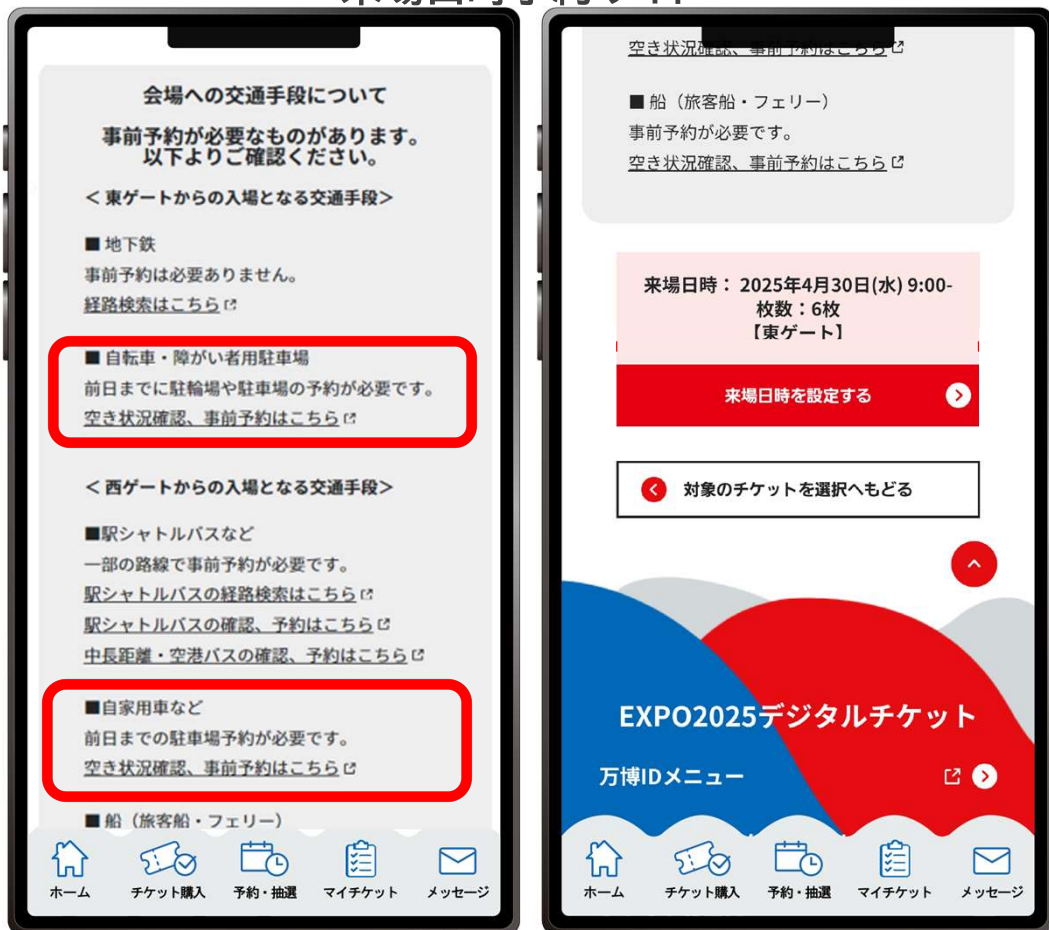 会場への交通手段について
事前予約が必要なものがあります。
以下よりご確認ください。
＜東ゲートからの入場となる交通手段＞
■ 地下鉄
事前予約は必要ありません。
経路検索はこちら
■ 自転車・障がい者用駐車場
前日までに駐輪場や駐車場の予約が必要です。
空き状況確認、事前予約はこちら
＜西ゲートからの入場となる交通手段＞
■駅シャトルバスなど
一部の路線で事前予約が必要です。
駅シャトルバスの経路検索はこちら
駅シャトルバスの確認、予約はこちら
中長距離・空港バスの確認、予約はこちら
■自家用車など
前日までの駐車場予約が必要です。
空き状況確認、事前予約はこちら
■ 船（旅客船・フェリー）
ホーム
チケット購入
予約・抽選
マイチケット
メッセージ
空き状況確認、事前予約はこちら
■ 船（旅客船・フェリー）
事前予約が必要です。
空き状況確認、事前予約はこちら
来場日時： 2025年4月30日(水) 9:00-
枚数：6枚
【東ゲート】
来場日時を設定する
対象のチケットを選択へもどる
EXPO2025デジタルチケット
万博IDメニュー
ホーム
チケット購入
予約・抽選
マイチケット
メッセージ